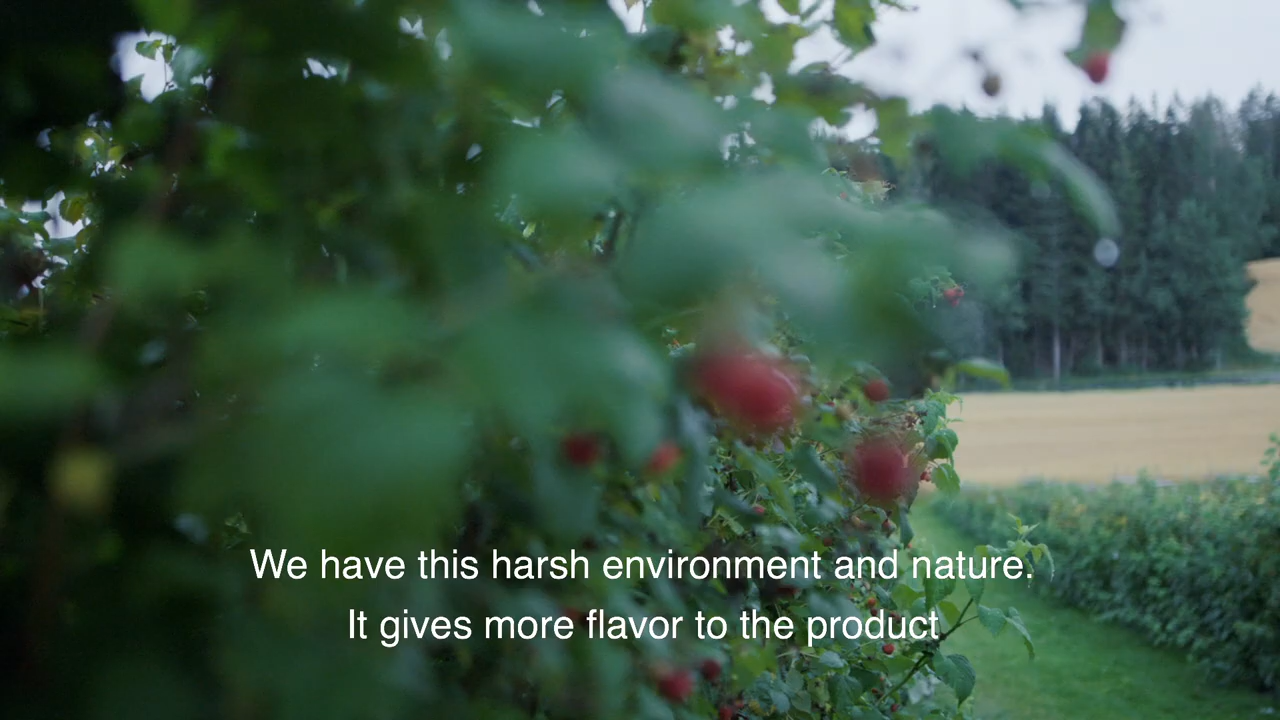 We have this harsh environment and nature.
It gives more flavor to the product